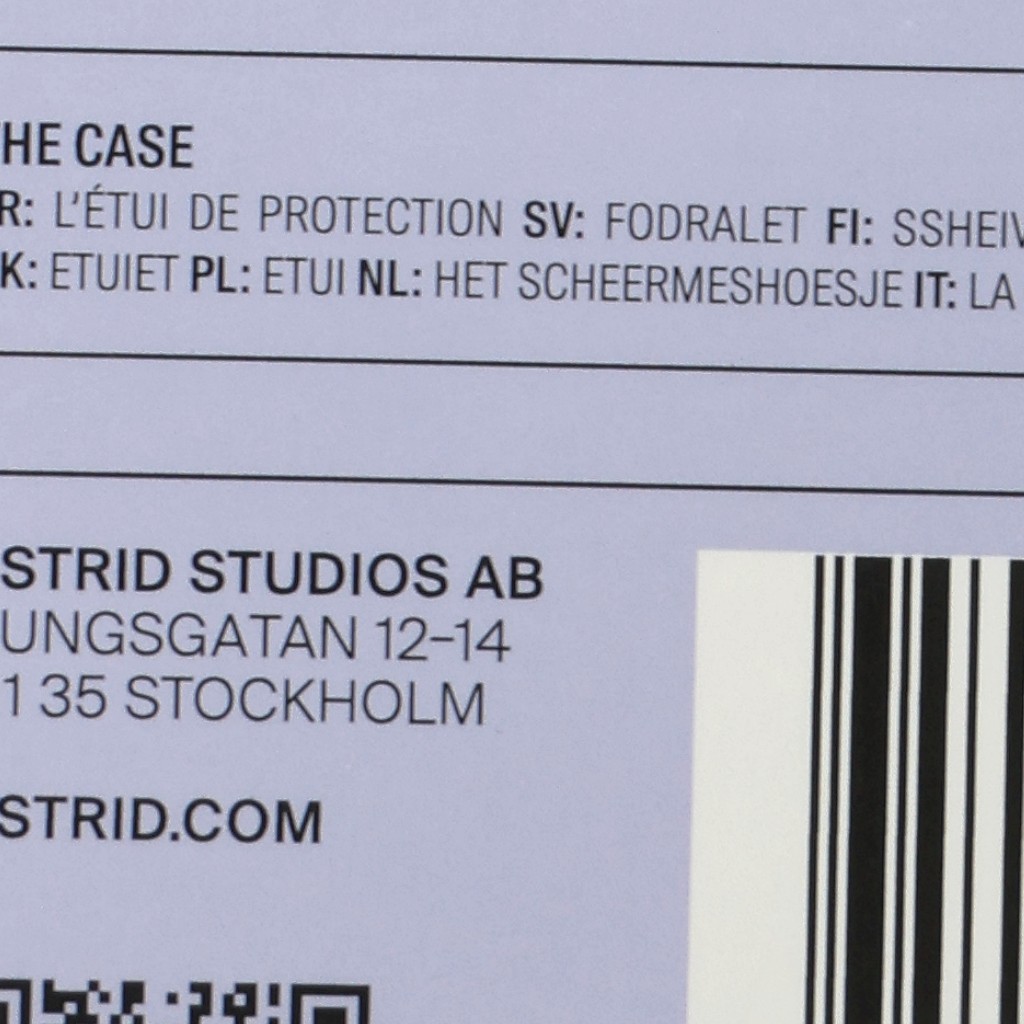 THE CASE
R: L'ÉTUI DE PROTECTION SV: FODRALET FI: SSHEIV
K: ETUIET PL: ETUI NL: HET SCHEERMESHOESJE IT: LA
STRID STUDIOS AB
UNGSGATAN 12–14
1 35 STOCKHOLM
STRID.COM